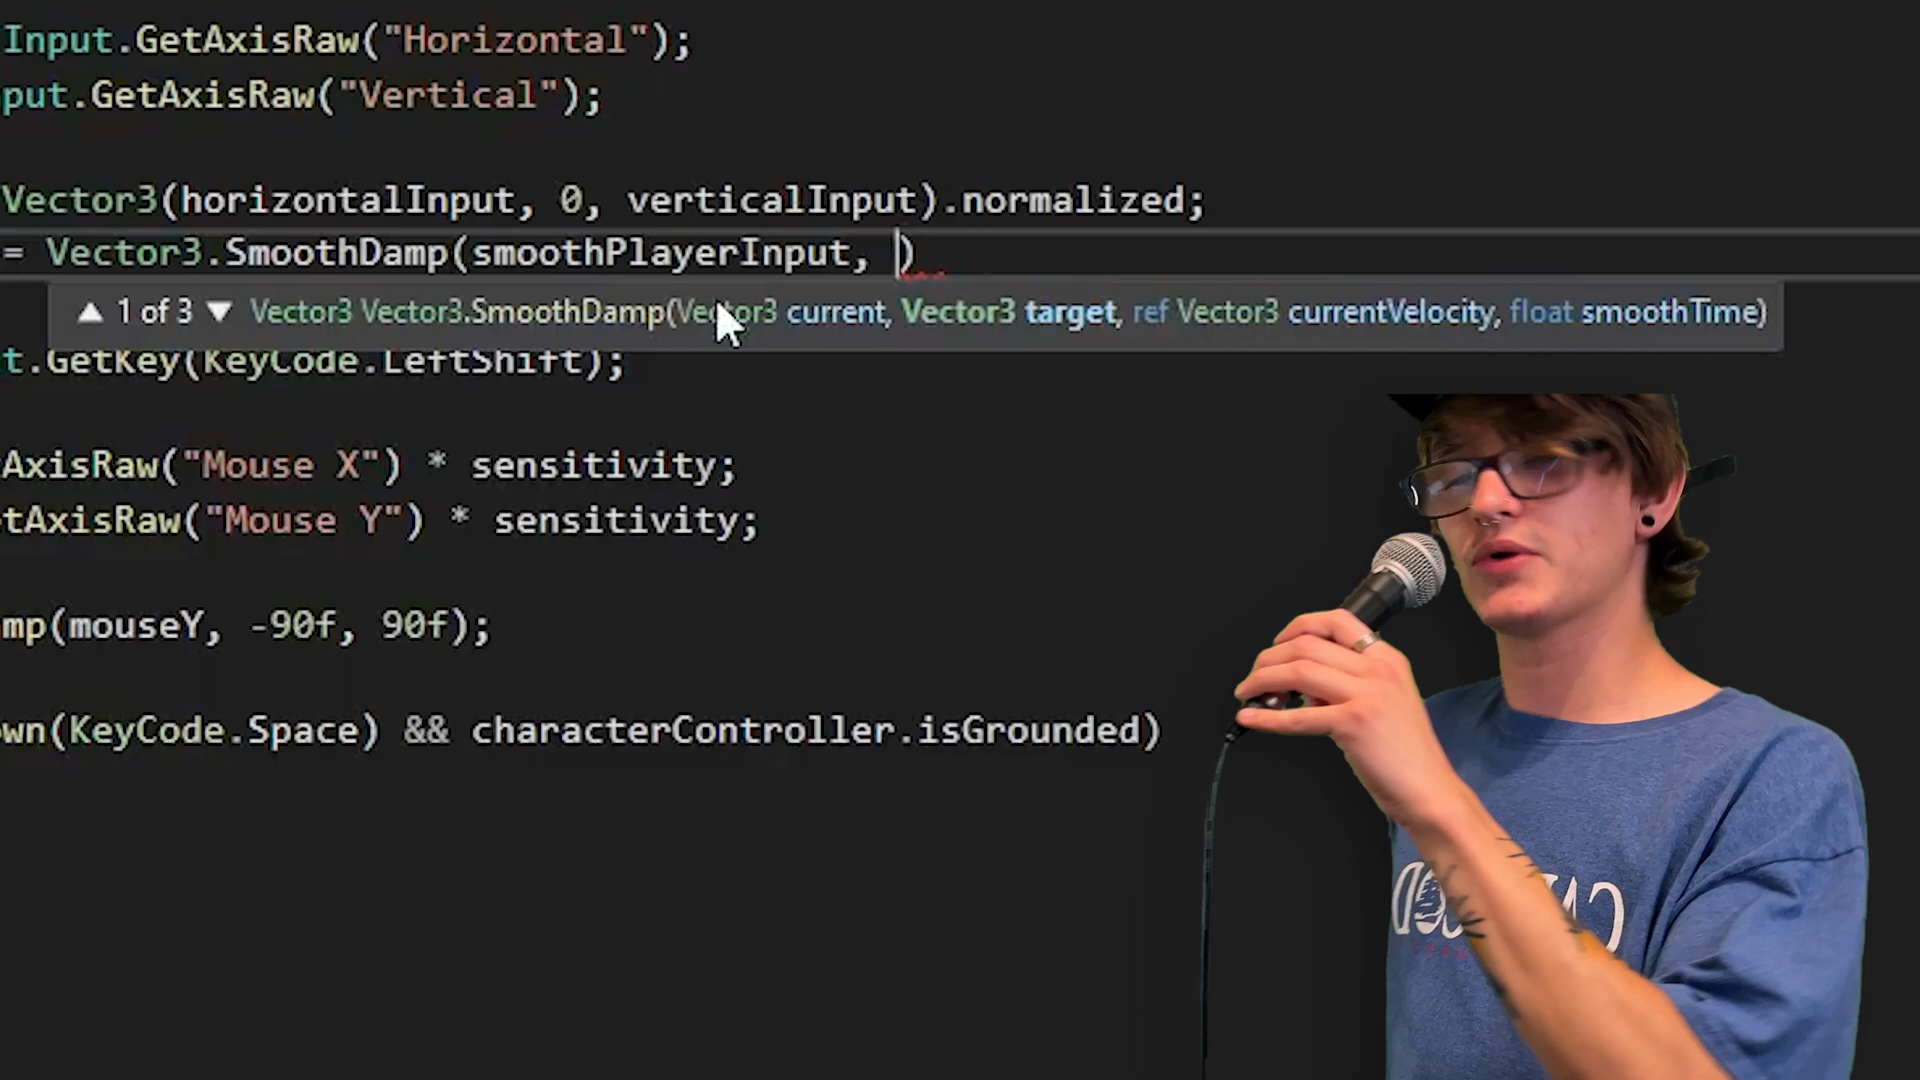 Input.GetAxisRaw("Horizontal");
put.GetAxisRaw("Vertical");
Vector3(horizontalInput, 0, verticalInput).normalized;
= Vector3.SmoothDamp(smoothPlayerInput, )
▲ 1 of 3 ▼ Vector3 Vector3.SmoothDamp(Vector3 current, Vector3 target, ref Vector3 currentVelocity, float smoothTime)
t.GetKey(KeyCode.LeftShift);
AxisRaw("Mouse X") * sensitivity;
tAxisRaw("Mouse Y") * sensitivity;
mp(mouseY, -90f, 90f);
own(KeyCode.Space) && characterController.isGrounded)